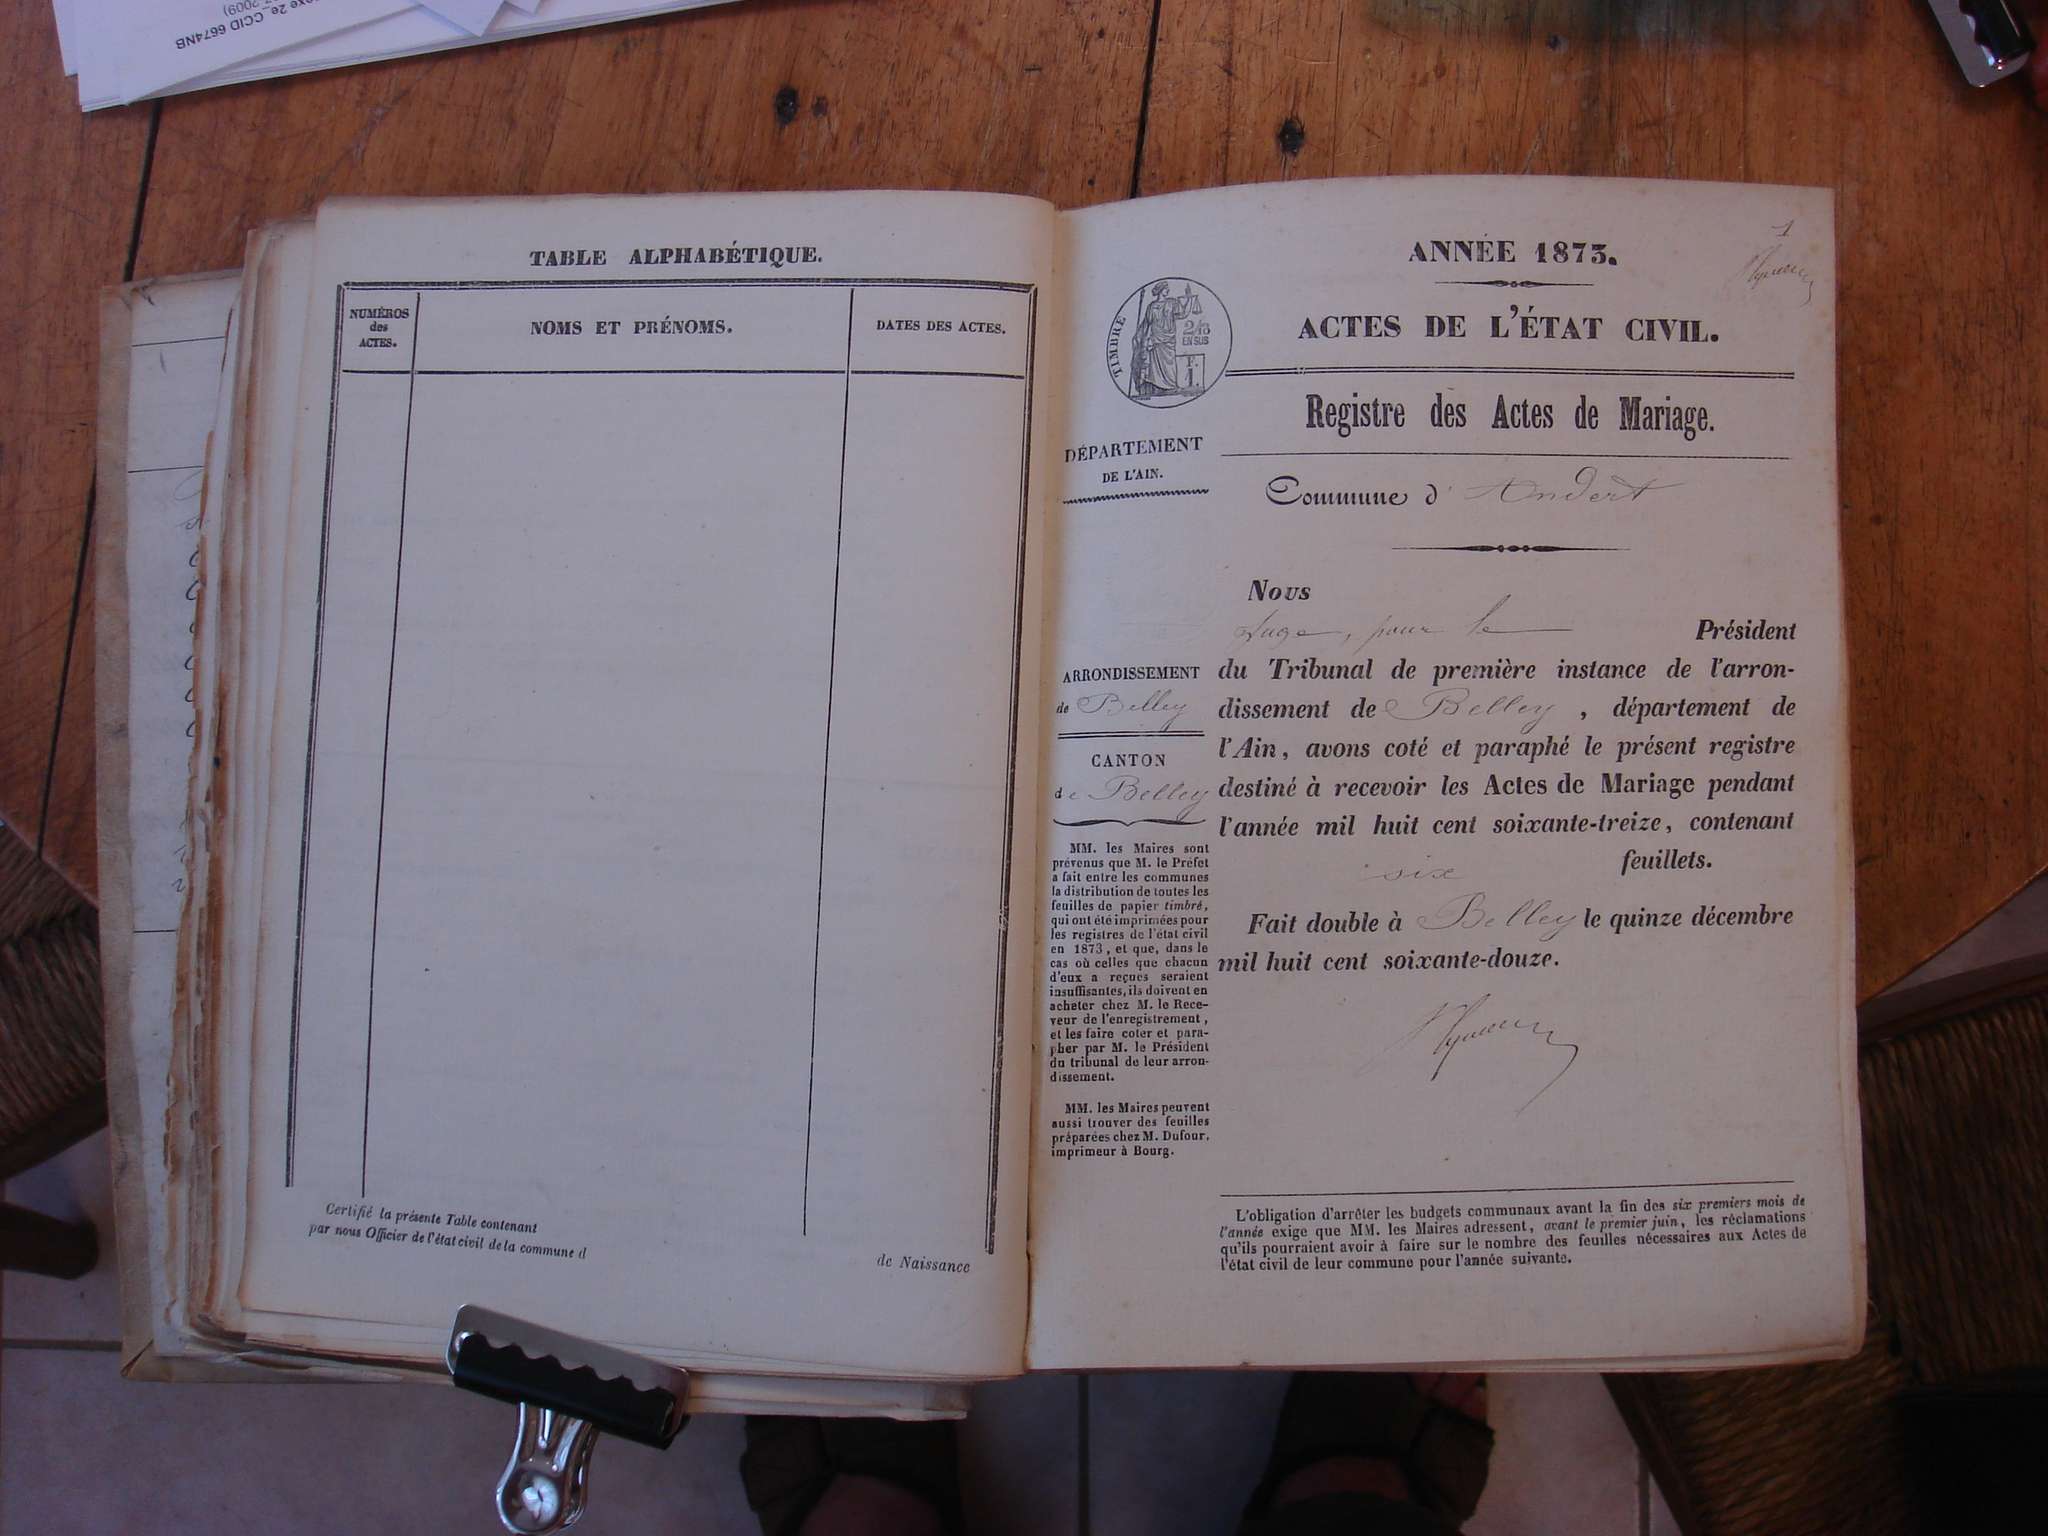 exe 2e_CCID 6674NB
2009)
TABLE ALPHABÉTIQUE.
NUMÉROS
des
ACTES.
NOMS ET PRÉNOMS.
DATES DES ACTES.
Certifié la présente Table contenant
par nous Officier de l'état civil de la commune d
de Naissance
1
ANNÉE 1873.
ACTES DE L'ÉTAT CIVIL.
TIMBRE
2/10
EN SUS
F.
1.
Registre des Actes de Mariage.
DÉPARTEMENT
DE L'AIN.
Commune d' Andert
Nous
Juge, pour le Président
du Tribunal de première instance de l'arron-
dissement de Belley, département de
l'Ain, avons coté et paraphé le présent registre
destiné à recevoir les Actes de Mariage pendant
l'année mil huit cent soixante-treize, contenant
six feuillets.
Fait double à Belley le quinze décembre
mil huit cent soixante-douze.
ARRONDISSEMENT
de Belley
CANTON
de Belley
MM. les Maires sont
prévenus que M. le Préfet
a fait entre les communes
la distribution de toutes les
feuilles de papier timbré,
qui ont été imprimées pour
les registres de l'état civil
en 1873, et que, dans le
cas où celles que chacun
d'eux a reçues seraient
insuffisantes, ils doivent en
acheter chez M. le Rece-
veur de l'enregistrement,
et les faire coter et para-
pher par M. le Président
du tribunal de leur arron-
dissement.
MM. les Maires peuvent
aussi trouver des feuilles
préparées chez M. Dufour,
imprimeur à Bourg.
L'obligation d'arrêter les budgets communaux avant la fin des six premiers mois de
l'année exige que MM. les Maires adressent, avant le premier juin, les réclamations
qu'ils pourraient avoir à faire sur le nombre des feuilles nécessaires aux Actes de
l'état civil de leur commune pour l'année suivante.